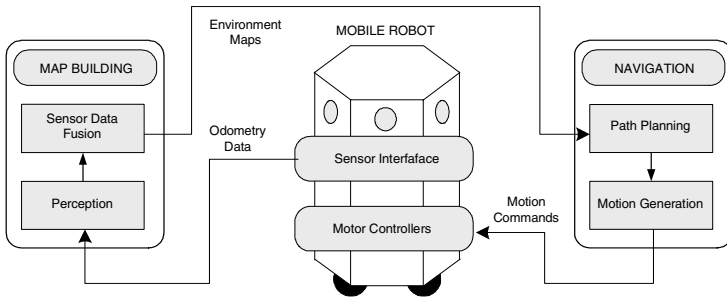 MAP BUILDING
Sensor Data
Fusion
Perception
Environment
Maps
Odometry
Data
MOBILE ROBOT
Sensor Interfaface
Motor Controllers
Motion
Commands
NAVIGATION
Path Planning
Motion Generation